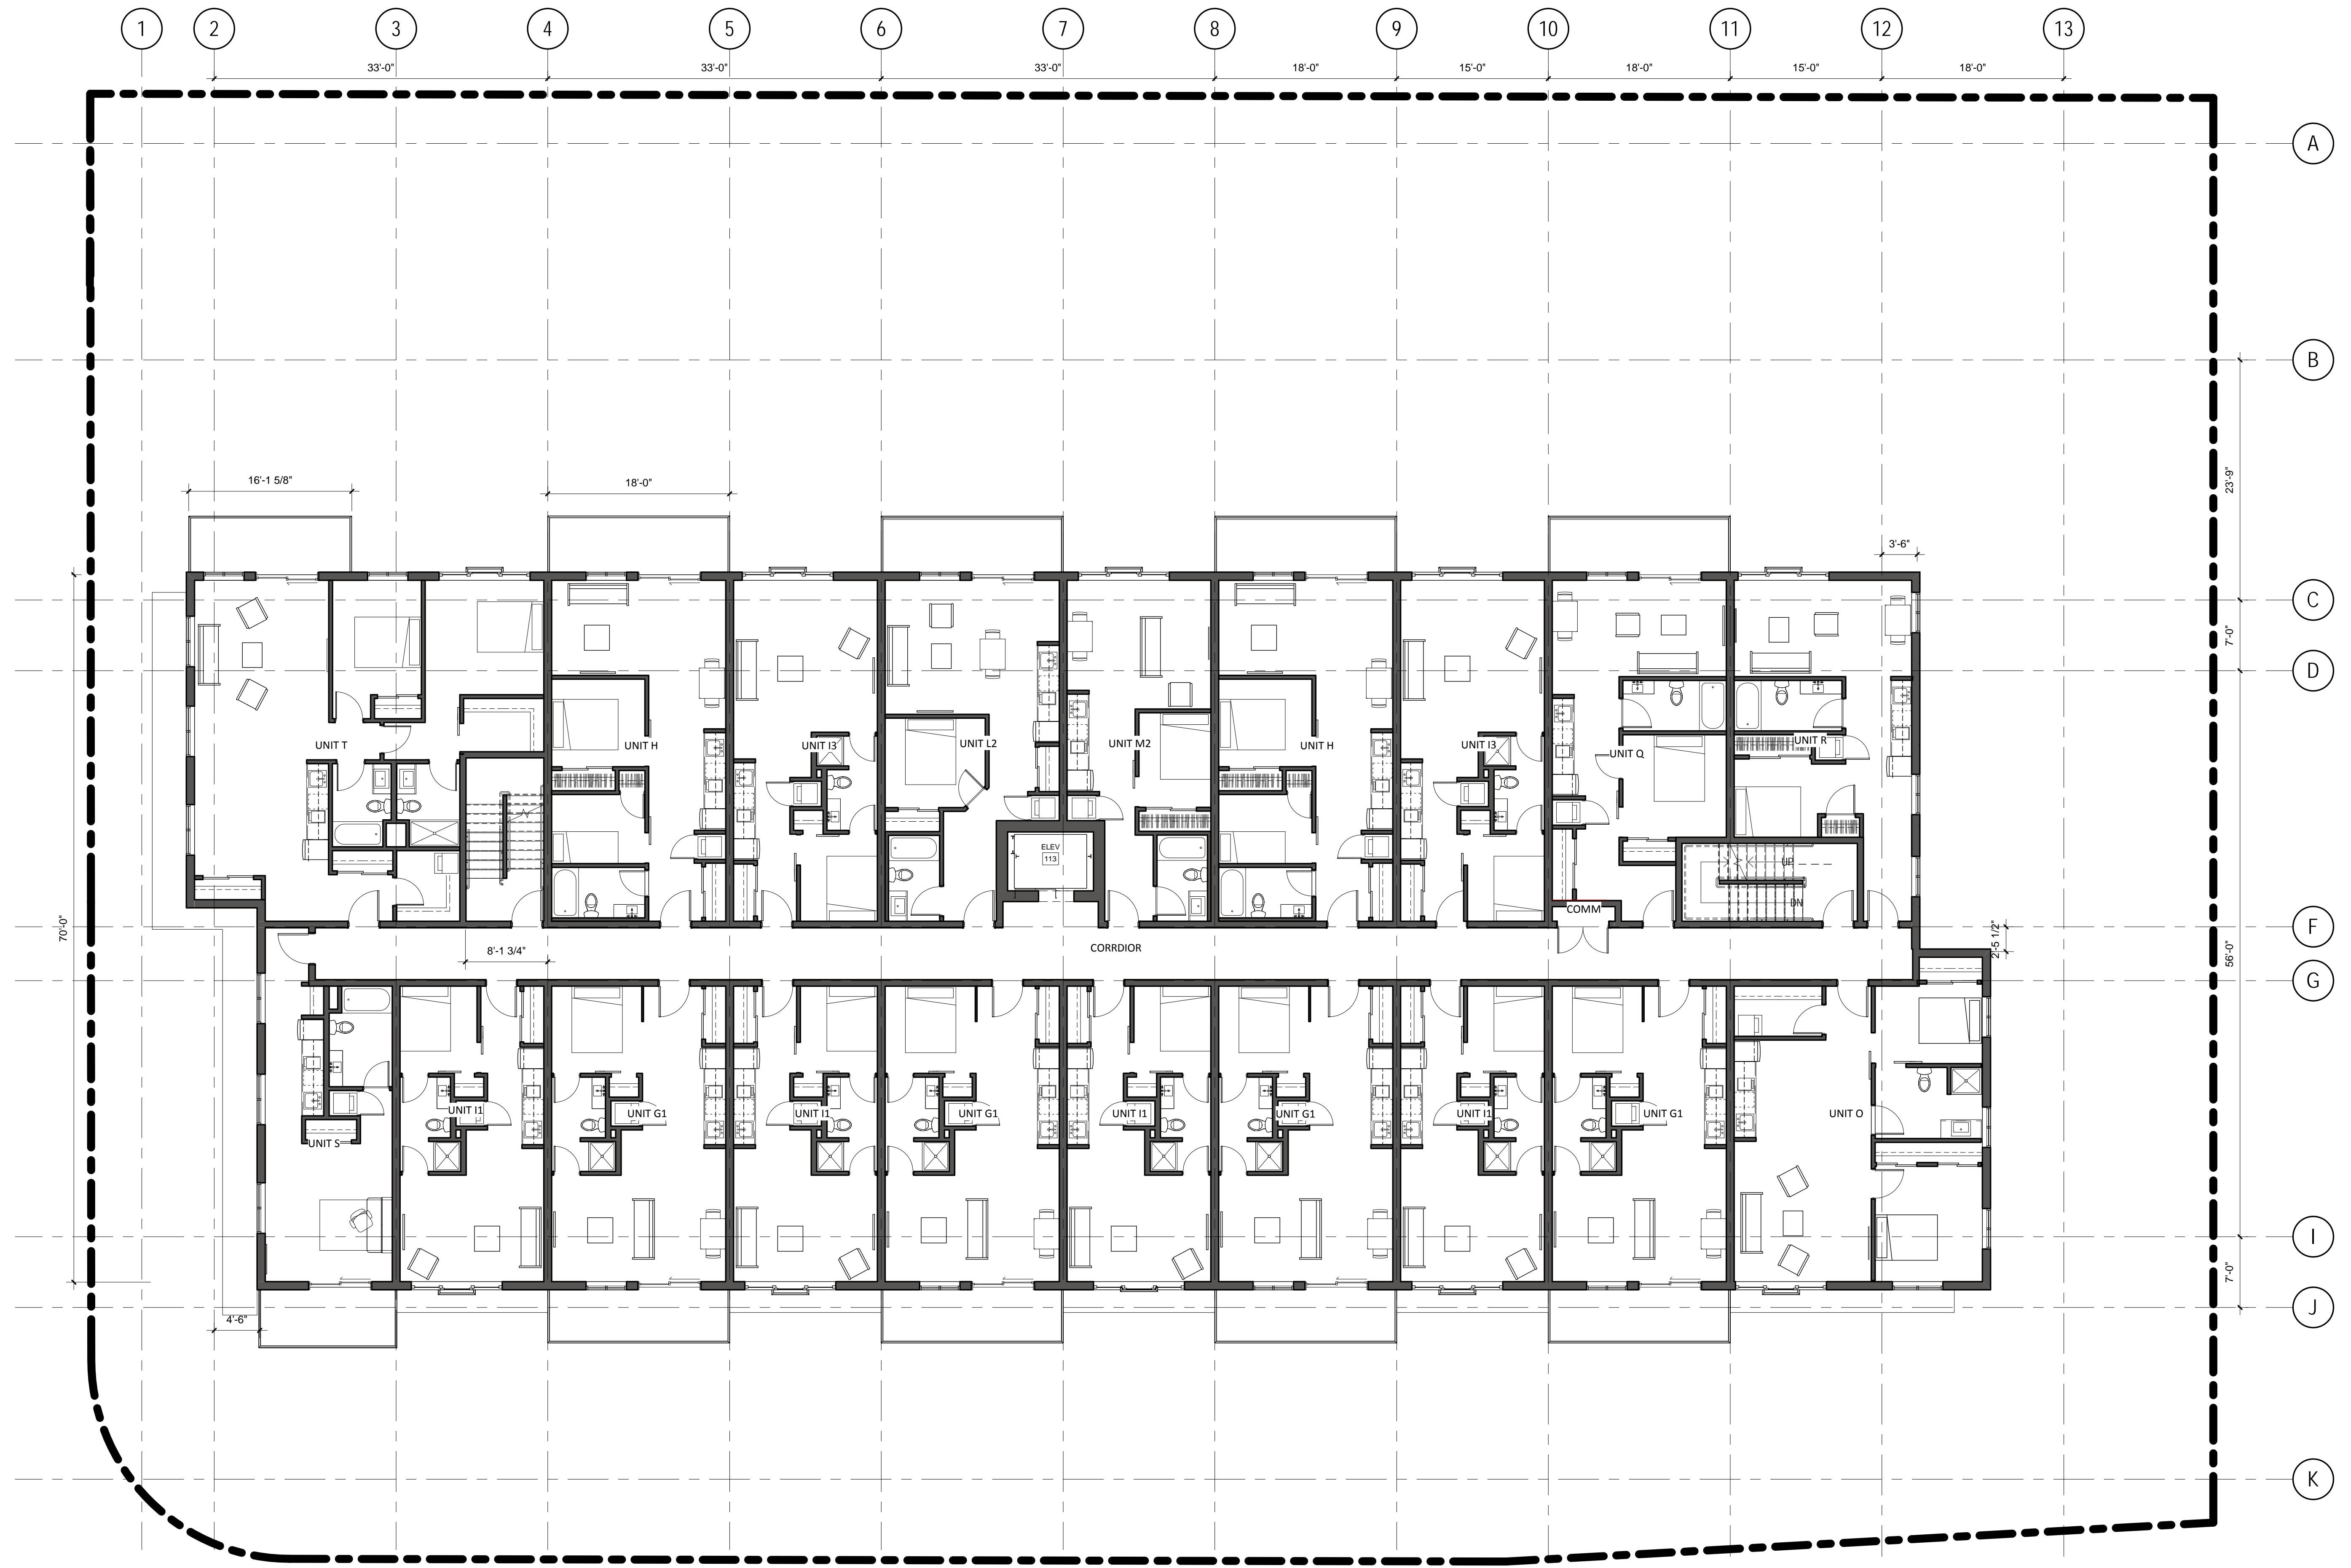 1
2
3
4
5
6
7
8
9
10
11
12
13
33'-0"
33'-0"
33'-0"
18'-0"
15'-0"
18'-0"
15'-0"
18'-0"
A
B
23'-9"
16'-1 5/8"
18'-0"
3'-6"
C
7'-0"
D
UNIT T
UNIT H
UNIT I3
UNIT L2
UNIT M2
UNIT H
UNIT I3
UNIT Q
UNIT R
ELEV
113
UP
DN
COMM
70'-0"
F
8'-1 3/4"
CORRDIOR
2'-5 1/2"
56'-0"
G
UNIT S
UNIT I1
UNIT G1
UNIT I1
UNIT G1
UNIT I1
UNIT G1
UNIT I1
UNIT G1
UNIT O
I
7'-0"
J
4'-6"
K